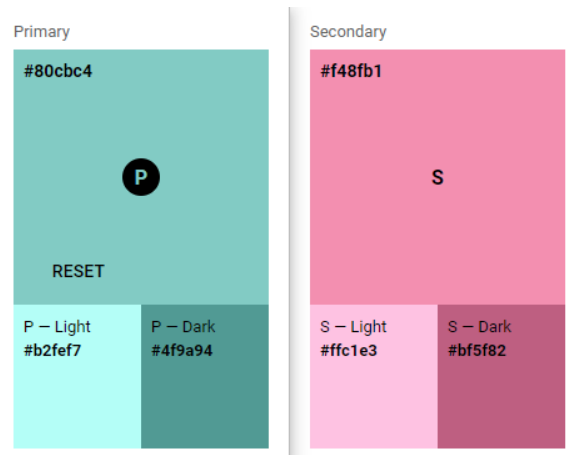 Primary
#80cbc4
P
RESET
P — Light
#b2fef7
P — Dark
#4f9a94
Secondary
#f48fb1
S
S — Light
#ffc1e3
S — Dark
#bf5f82